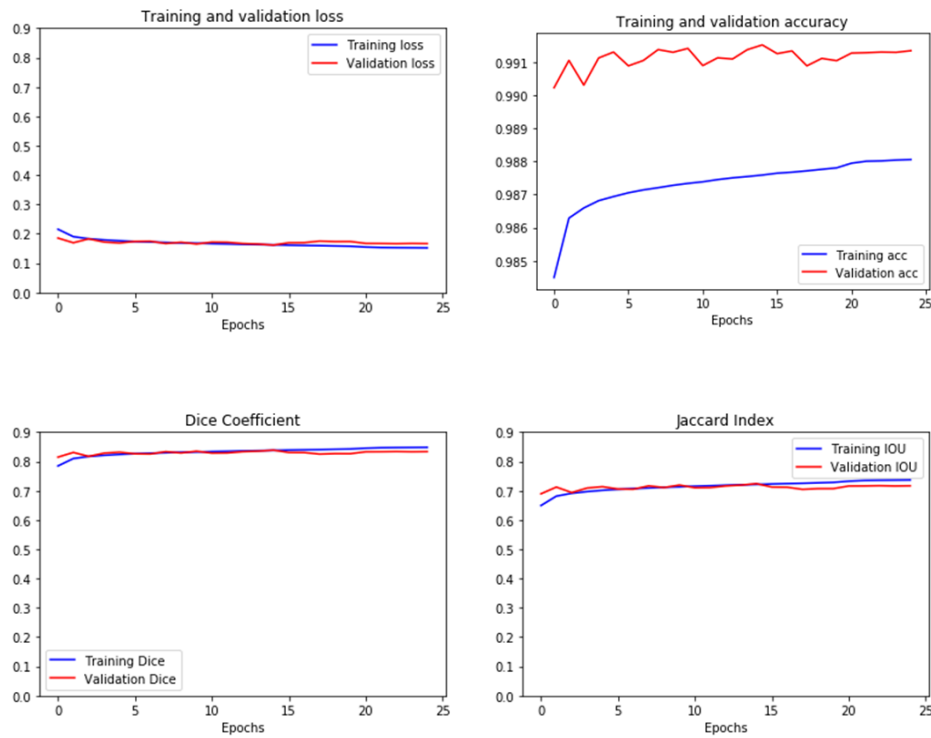 Training and validation loss
0.9
0.8
0.7
0.6
0.5
0.4
0.3
0.2
0.1
0.0
Training loss
Validation loss
0 5 10 15 20 25
Epochs
Training and validation accuracy
0.991
0.990
0.989
0.988
0.987
0.986
0.985
Training acc
Validation acc
0 5 10 15 20 25
Epochs
Dice Coefficient
0.9
0.8
0.7
0.6
0.5
0.4
0.3
0.2
0.1
0.0
Training Dice
Validation Dice
0 5 10 15 20 25
Epochs
Jaccard Index
0.9
0.8
0.7
0.6
0.5
0.4
0.3
0.2
0.1
0.0
Training IOU
Validation IOU
0 5 10 15 20 25
Epochs